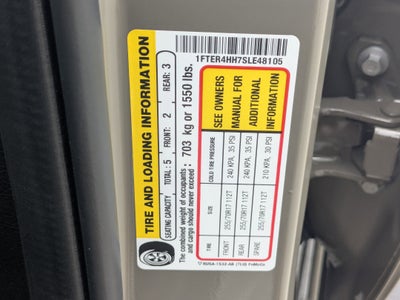 TIRE AND LOADING INFORMATION
SEATING CAPACITY TOTAL: 5 FRONT: 2 REAR: 3
The combined weight of occupants
and cargo should never exceed: 703 kg or 1550 lbs.
TIRE SIZE COLD TIRE PRESSURE
FRONT 255/70R17 112T 240 KPA, 35 PSI
REAR 255/70R17 112T 240 KPA, 35 PSI
SPARE 255/70R17 112T 210 KPA, 30 PSI
SEE OWNERS
MANUAL FOR
ADDITIONAL
INFORMATION
1FTER4HH7SLE48105